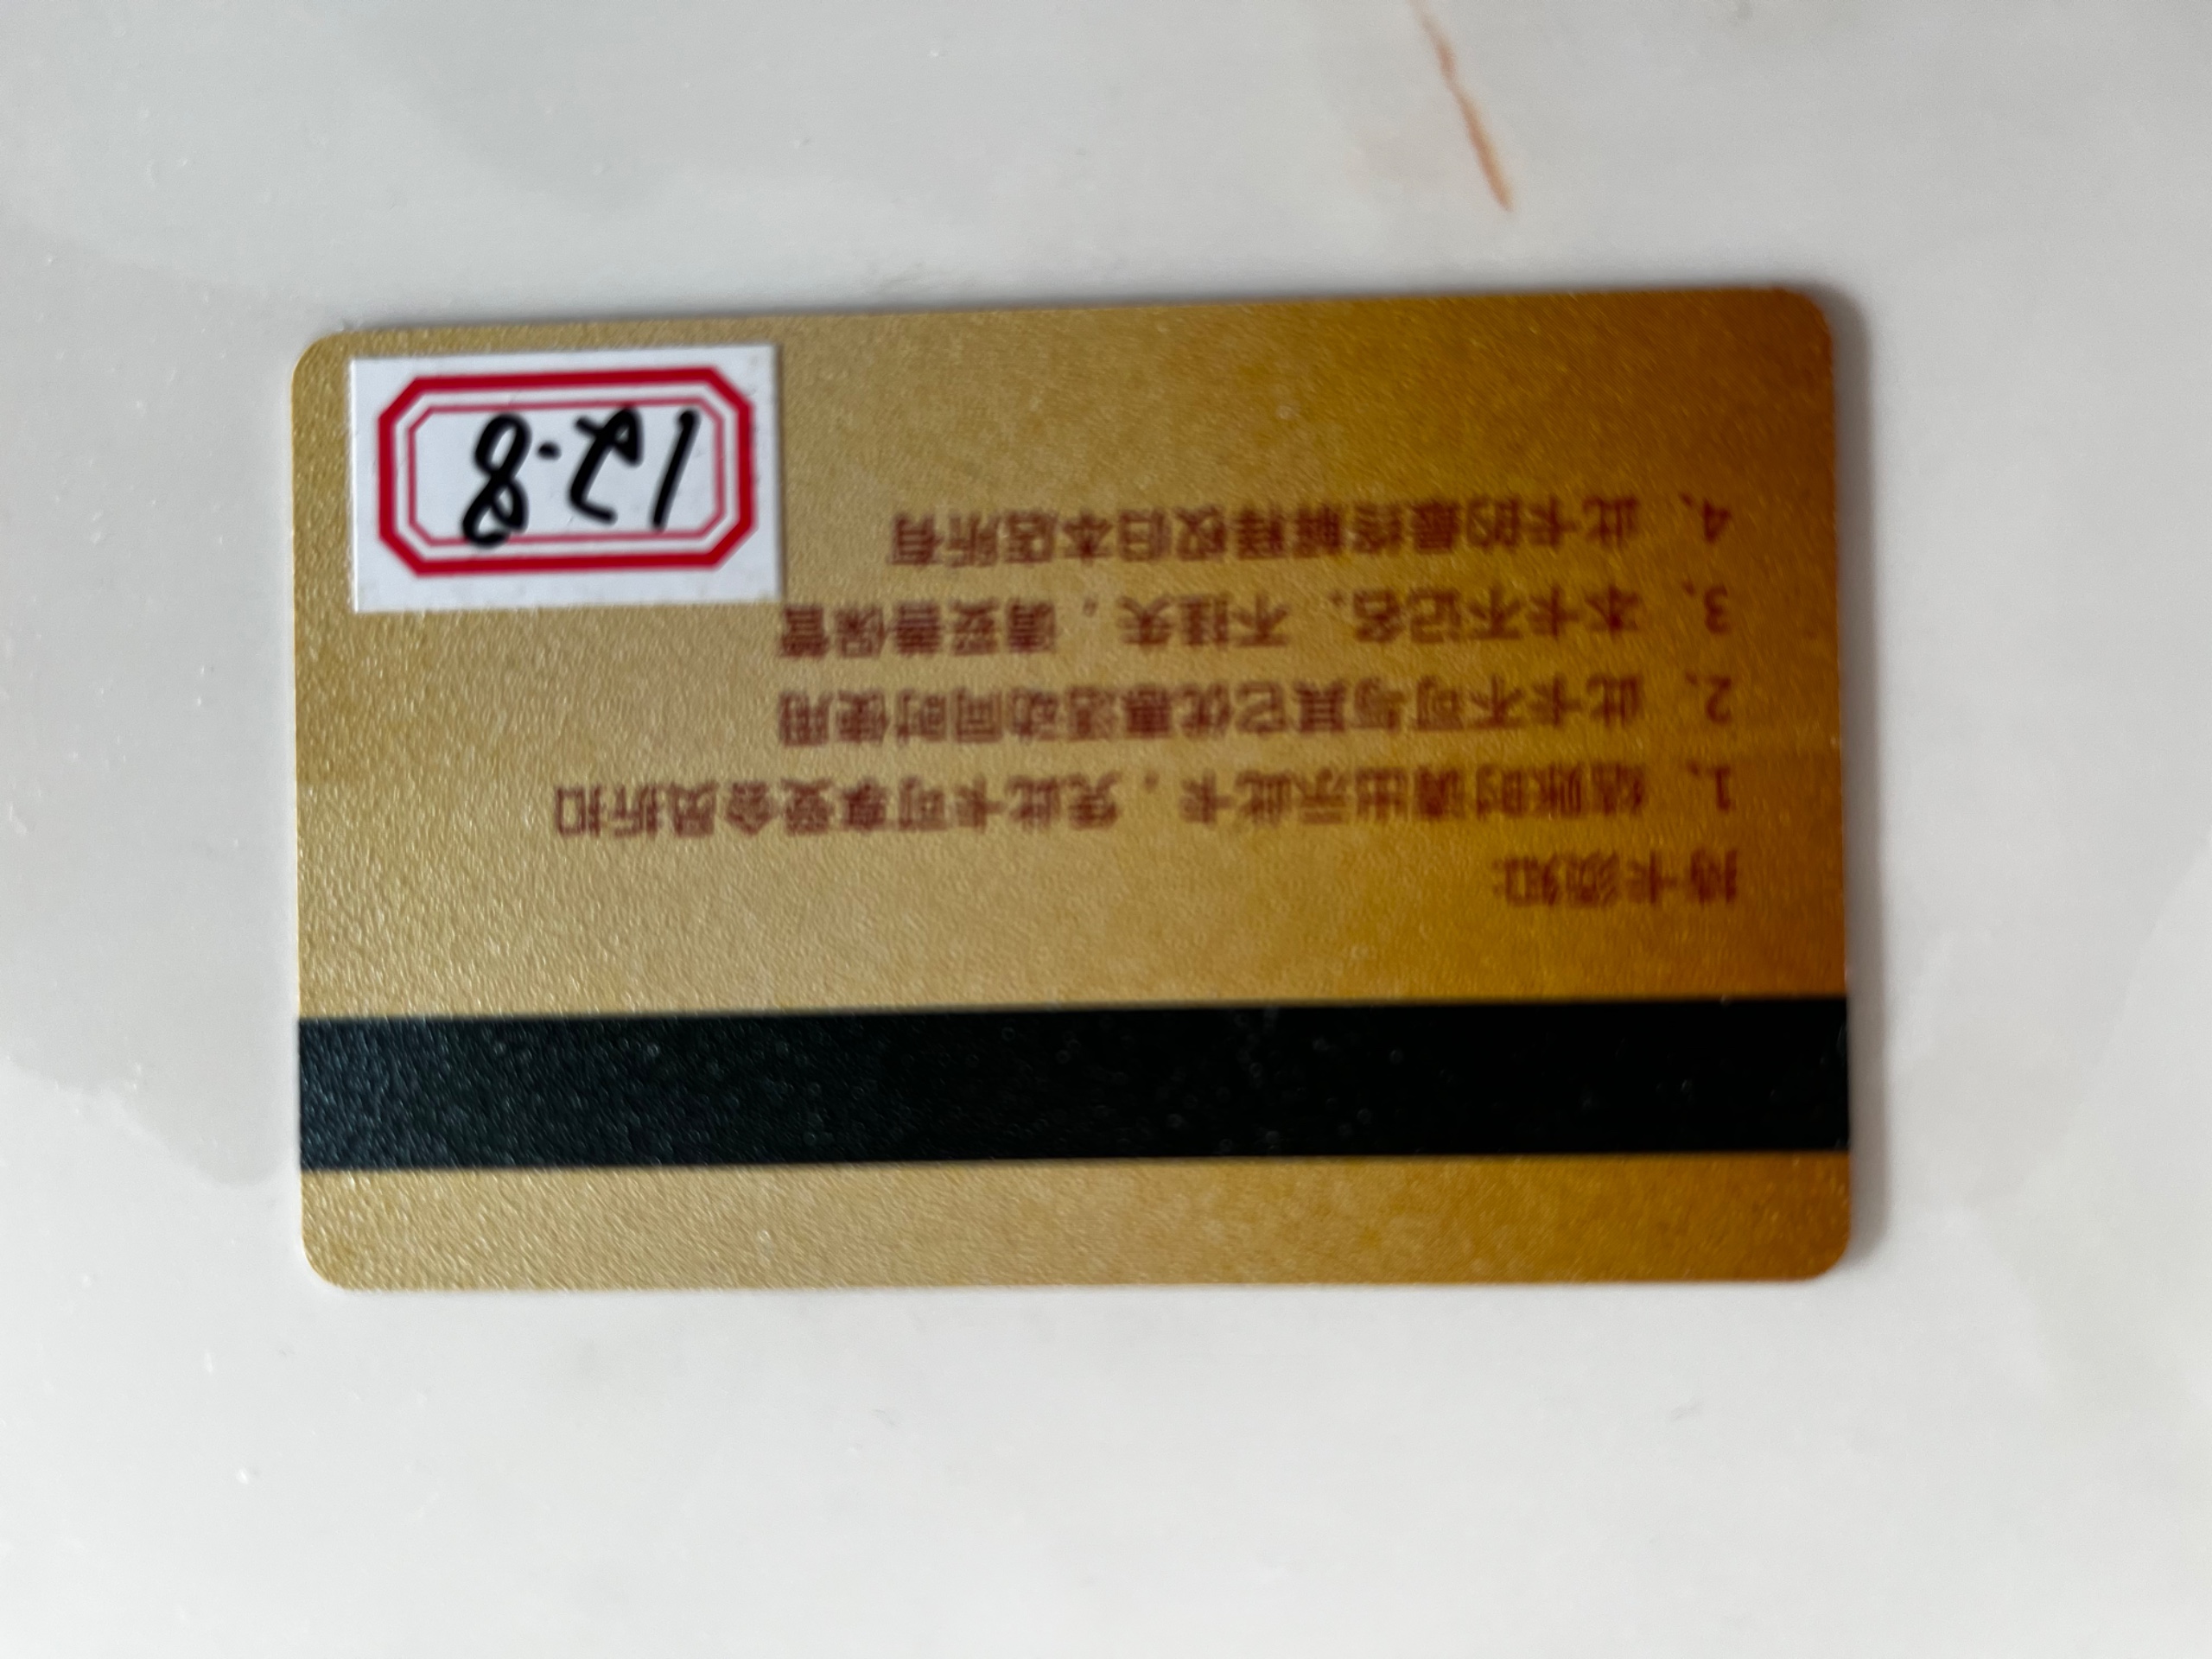 持卡须知:
1、结账时请出示此卡，凭此卡可享受会员折扣
2、此卡不可与其它优惠活动同时使用
3、本卡不记名、不挂失，请妥善保管
4、此卡的最终解释权归本店所有
12.8